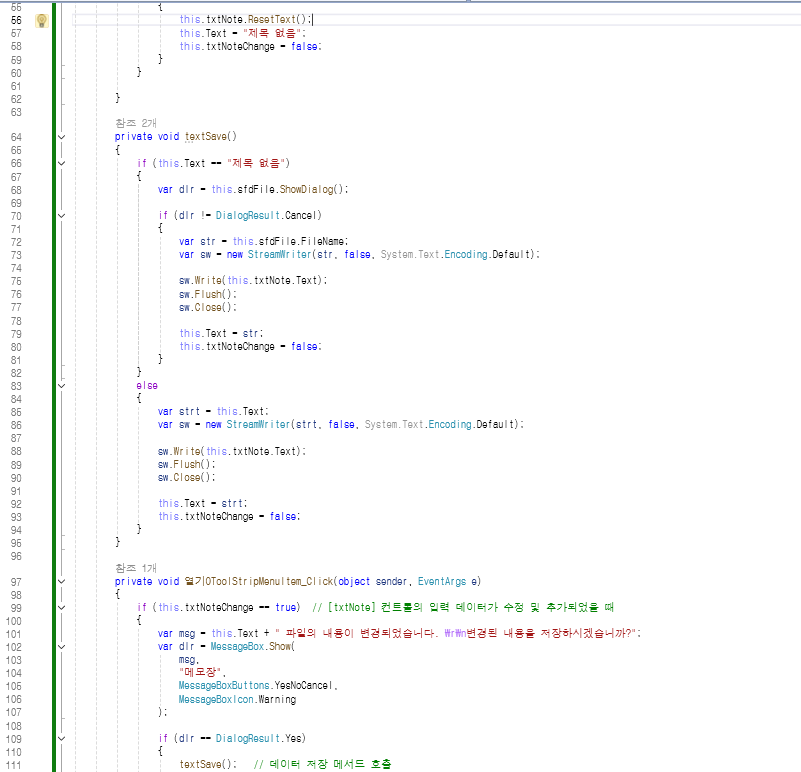 55 {
56 this.txtNote.ResetText();
57 this.Text = "제목 없음";
58 this.txtNoteChange = false;
59 }
60 }
61
62 }
63
참조 2개
64 private void textSave()
65 {
66 if (this.Text == "제목 없음")
67 {
68 var dlr = this.sfdFile.ShowDialog();
69
70 if (dlr != DialogResult.Cancel)
71 {
72 var str = this.sfdFile.FileName;
73 var sw = new StreamWriter(str, false, System.Text.Encoding.Default);
74
75 sw.Write(this.txtNote.Text);
76 sw.Flush();
77 sw.Close();
78
79 this.Text = str;
80 this.txtNoteChange = false;
81 }
82 }
83 else
84 {
85 var strt = this.Text;
86 var sw = new StreamWriter(strt, false, System.Text.Encoding.Default);
87
88 sw.Write(this.txtNote.Text);
89 sw.Flush();
90 sw.Close();
91
92 this.Text = strt;
93 this.txtNoteChange = false;
94 }
95 }
96
참조 1개
97 private void 열기OToolStripMenuItem_Click(object sender, EventArgs e)
98 {
99 if (this.txtNoteChange == true) // [txtNote] 컨트롤의 입력 데이터가 수정 및 추가되었을 때
100 {
101 var msg = this.Text + " 파일의 내용이 변경되었습니다. ₩r₩n변경된 내용을 저장하시겠습니까?";
102 var dlr = MessageBox.Show(
103 msg,
104 "메모장",
105 MessageBoxButtons.YesNoCancel,
106 MessageBoxIcon.Warning
107 );
108
109 if (dlr == DialogResult.Yes)
110 {
111 textSave(); // 데이터 저장 메서드 호출